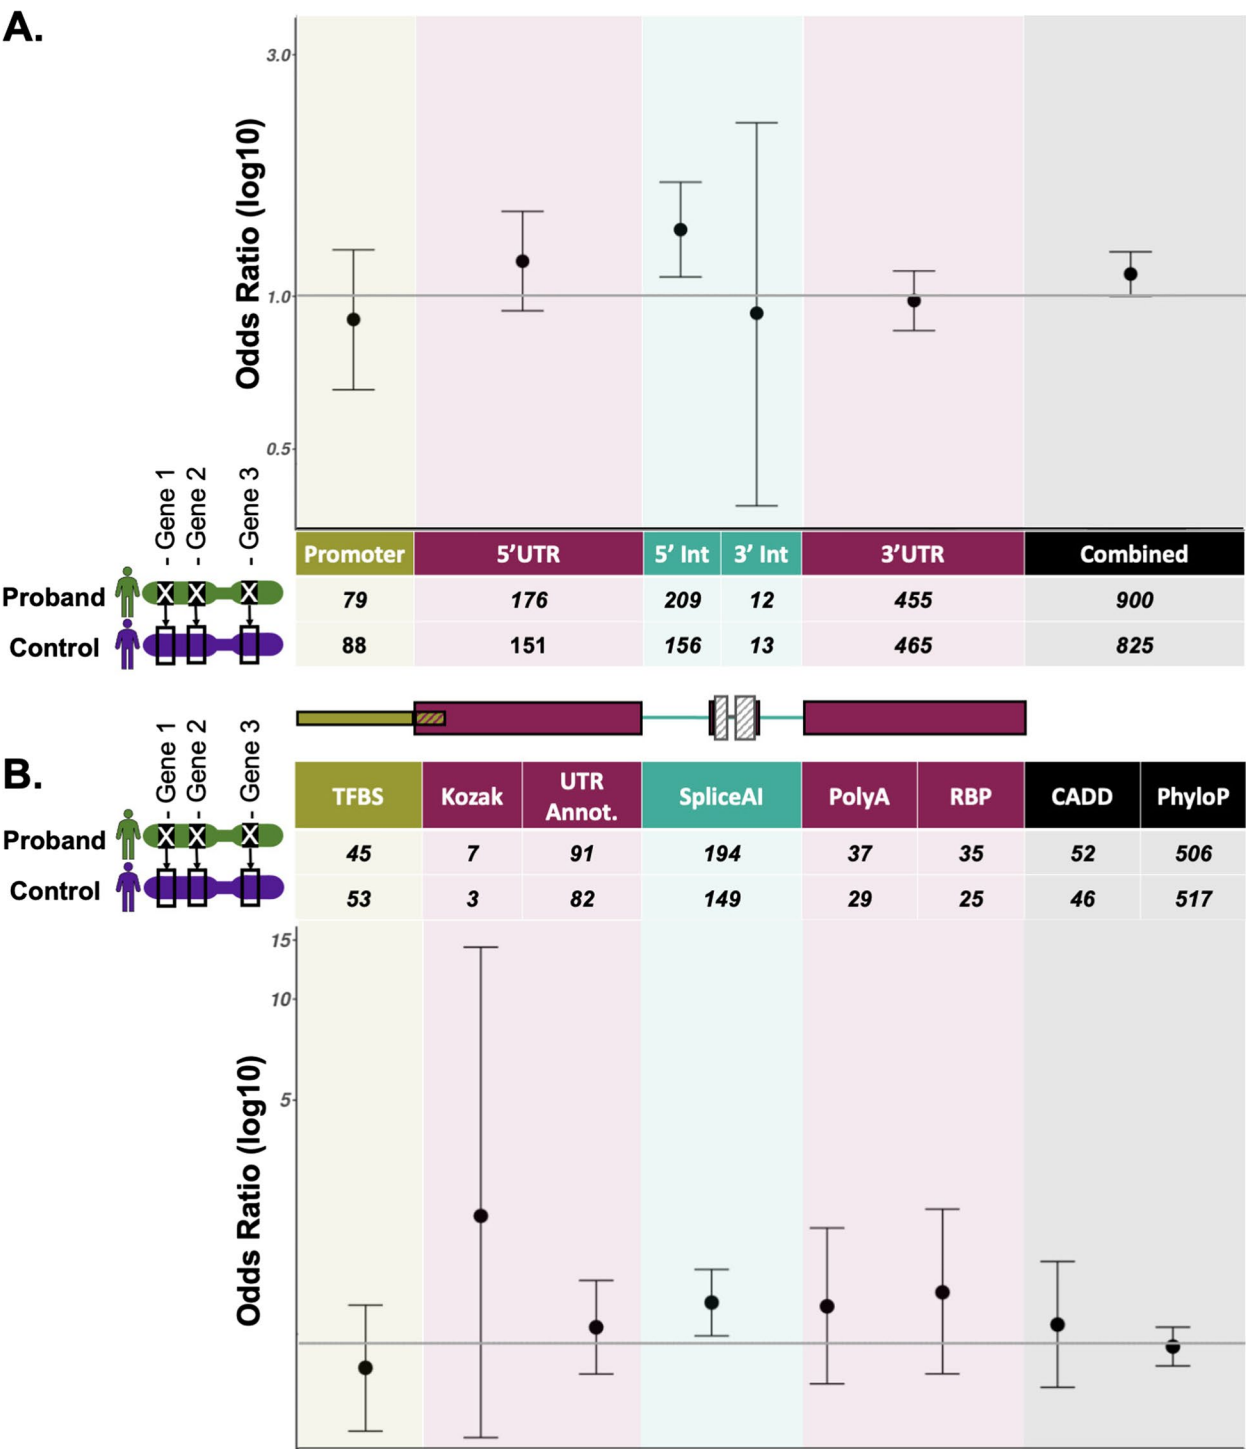 A.
Odds Ratio (log10)
3.0
1.0
0.5
Gene 1
Gene 2
Gene 3
Promoter 5'UTR 5' Int 3' Int 3'UTR Combined
Proband 79 176 209 12 455 900
Control 88 151 156 13 465 825
B.
Gene 1
Gene 2
Gene 3
TFBS Kozak UTR Annot. SpliceAI PolyA RBP CADD PhyloP
Proband 45 7 91 194 37 35 52 506
Control 53 3 82 149 29 25 46 517
Odds Ratio (log10)
15
10
5